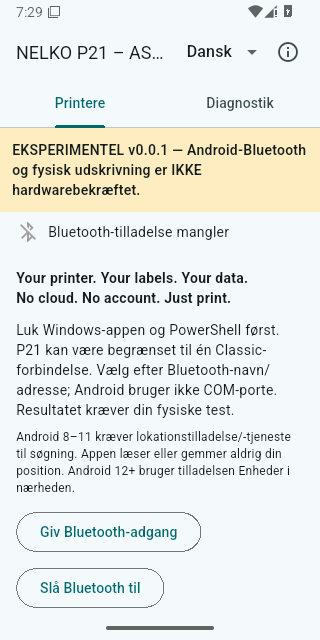 7:29
NELKO P21 – AS...
Dansk
Printere
Diagnostik
EKSPERIMENTEL v0.0.1 — Android-Bluetooth
og fysisk udskrivning er IKKE
hardwarebekræftet.
Bluetooth-tilladelse mangler
Your printer. Your labels. Your data.
No cloud. No account. Just print.
Luk Windows-appen og PowerShell først.
P21 kan være begrænset til én Classic-
forbindelse. Vælg efter Bluetooth-navn/
adresse; Android bruger ikke COM-porte.
Resultatet kræver din fysiske test.
Android 8–11 kræver lokationstilladelse/-tjeneste
til søgning. Appen læser eller gemmer aldrig din
position. Android 12+ bruger tilladelsen Enheder i
nærheden.
Giv Bluetooth-adgang
Slå Bluetooth til